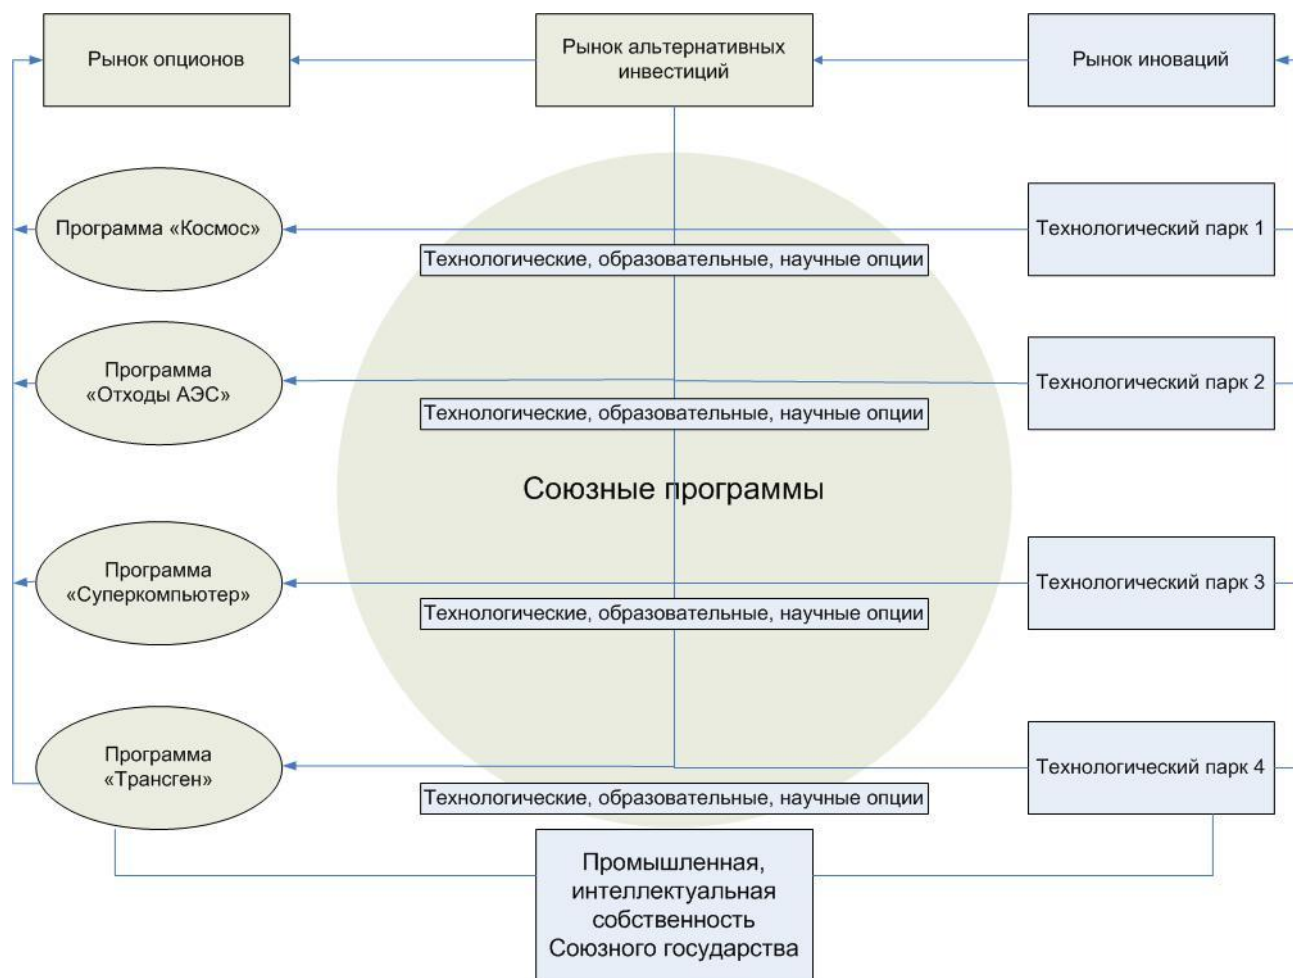 Рынок опционов
Рынок альтернативных
инвестиций
Рынок иноваций
Программа «Космос»
Технологический парк 1
Технологические, образовательные, научные опции
Программа
«Отходы АЭС»
Технологический парк 2
Технологические, образовательные, научные опции
Союзные программы
Программа
«Суперкомпьютер»
Технологический парк 3
Технологические, образовательные, научные опции
Программа
«Трансген»
Технологический парк 4
Технологические, образовательные, научные опции
Промышленная,
интеллектуальная
собственность
Союзного государства